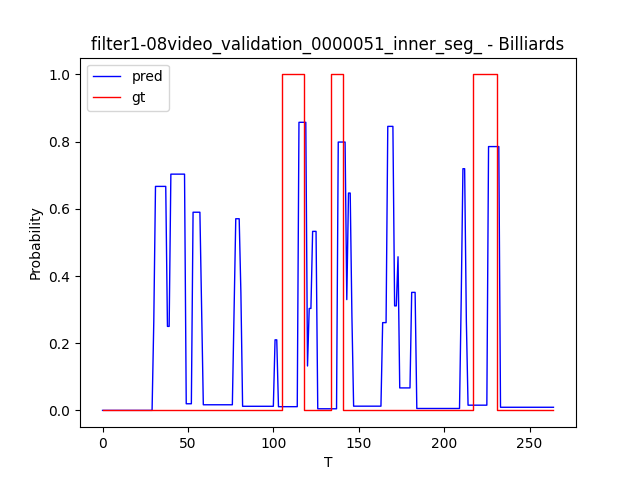 filter1-08video_validation_0000051_inner_seg_ - Billiards
pred
gt
1.0
0.8
0.6
0.4
0.2
0.0
Probability
0 50 100 150 200 250
T